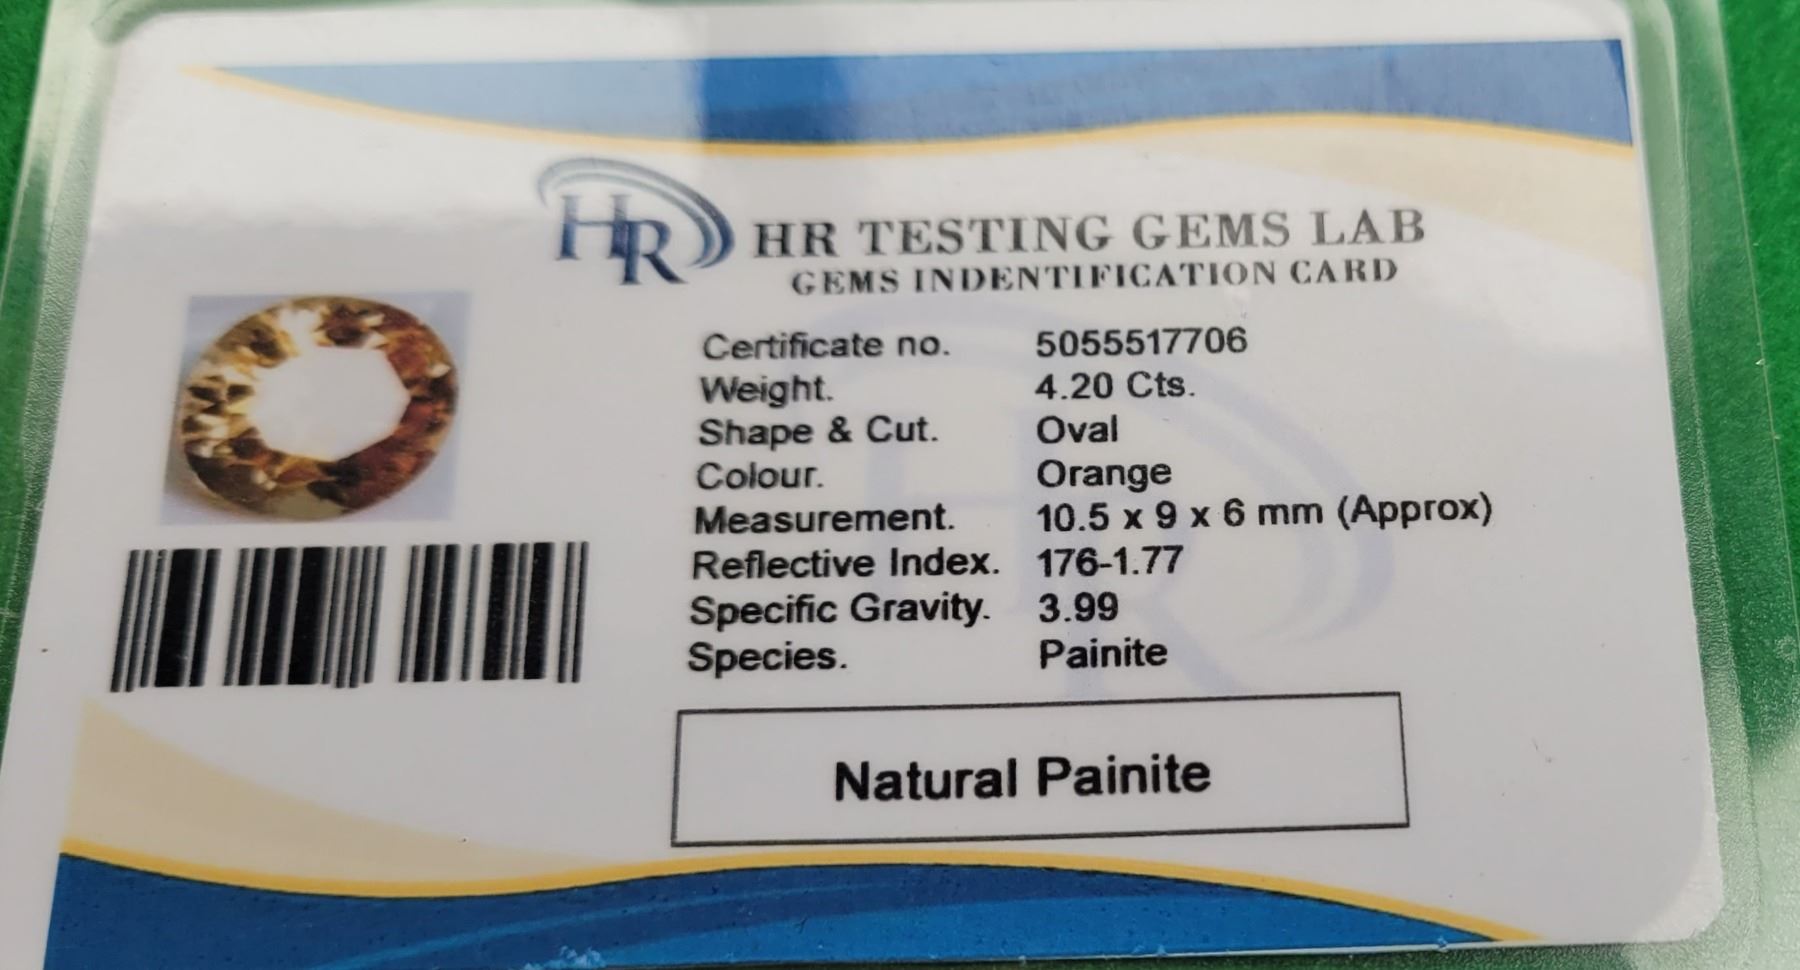 HR HR TESTING GEMS LAB
GEMS INDENTIFICATION CARD
Certificate no. 5055517706
Weight. 4.20 Cts.
Shape & Cut. Oval
Colour. Orange
Measurement. 10.5 x 9 x 6 mm (Approx)
Reflective Index. 176-1.77
Specific Gravity. 3.99
Species. Painite
Natural Painite